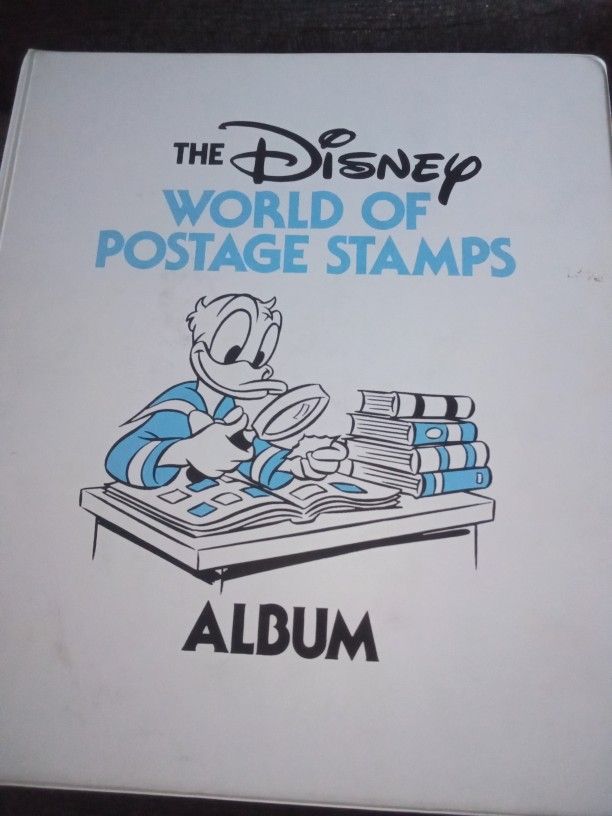 THE Disney
WORLD OF
POSTAGE STAMPS
ALBUM